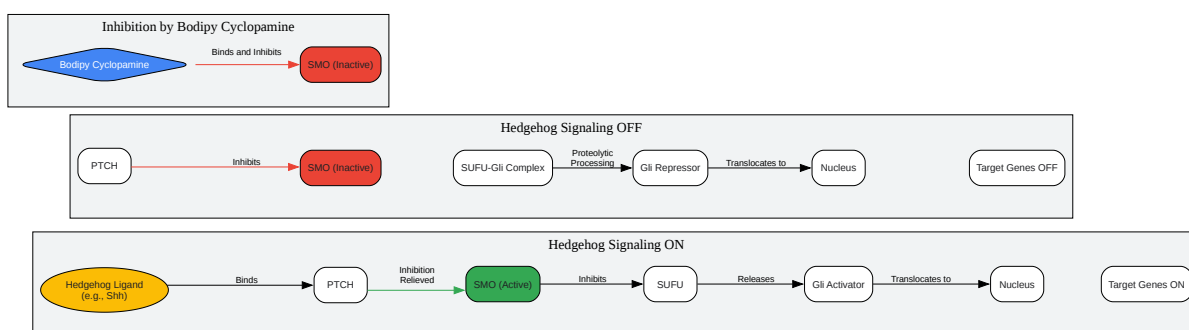 Inhibition by Bodipy Cyclopamine
Bodipy Cyclopamine
Binds and Inhibits
SMO (Inactive)
Hedgehog Signaling OFF
PTCH
Inhibits
SMO (Inactive)
SUFU-Gli Complex
Proteolytic
Processing
Gli Repressor
Translocates to
Nucleus
Target Genes OFF
Hedgehog Signaling ON
Hedgehog Ligand
(e.g., Shh)
Binds
PTCH
Inhibition
Relieved
SMO (Active)
Inhibits
SUFU
Releases
Gli Activator
Translocates to
Nucleus
Target Genes ON